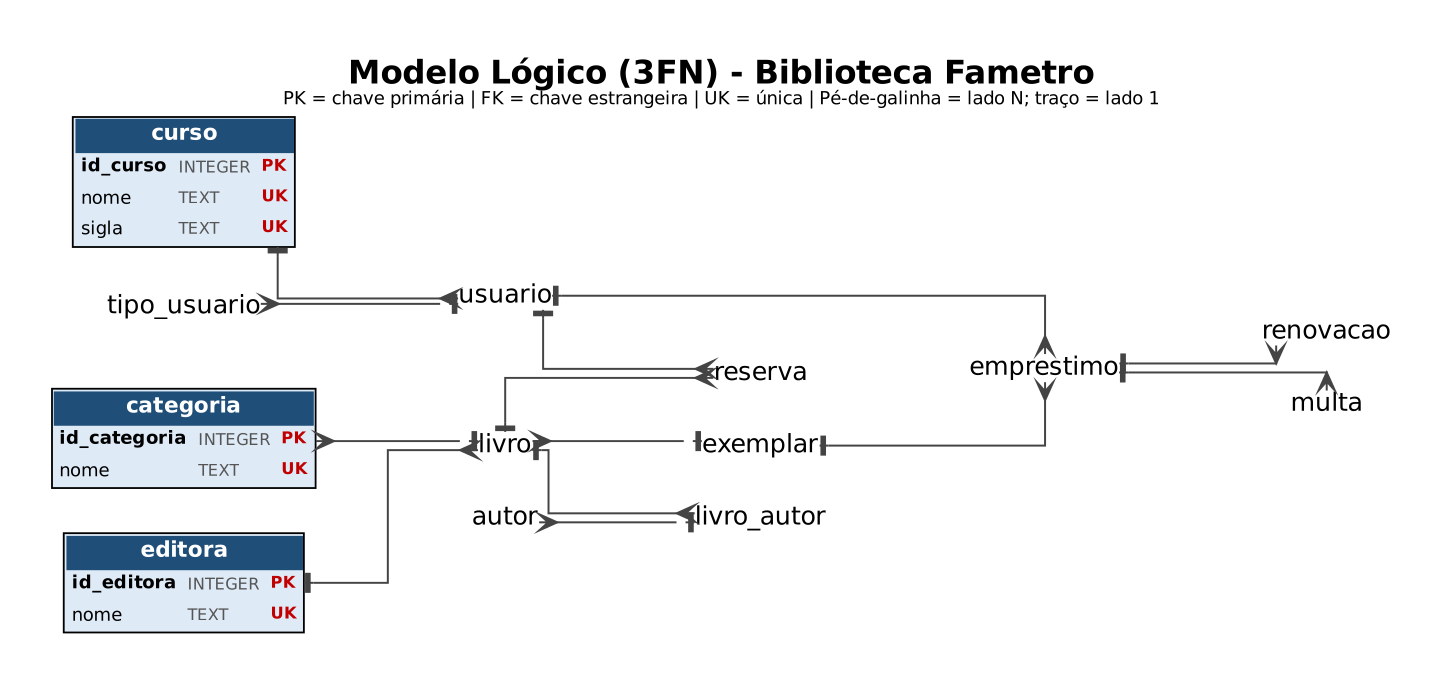 Modelo Lógico (3FN) - Biblioteca Fametro
PK = chave primária | FK = chave estrangeira | UK = única | Pé-de-galinha = lado N; traço = lado 1
curso
id_curso INTEGER PK
nome TEXT UK
sigla TEXT UK
tipo_usuario
usuario
renovacao
emprestimo
reserva
multa
categoria
id_categoria INTEGER PK
nome TEXT UK
livro
exemplar
autor
livro_autor
editora
id_editora INTEGER PK
nome TEXT UK